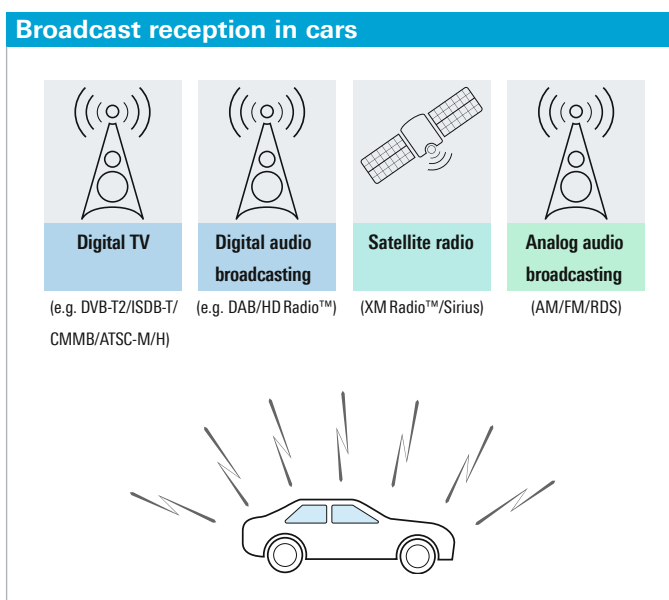 Broadcast reception in cars
Digital TV
(e.g. DVB-T2/ISDB-T/
CMMB/ATSC-M/H)
Digital audio
broadcasting
(e.g. DAB/HD Radio™)
Satellite radio
(XM Radio™/Sirius)
Analog audio
broadcasting
(AM/FM/RDS)